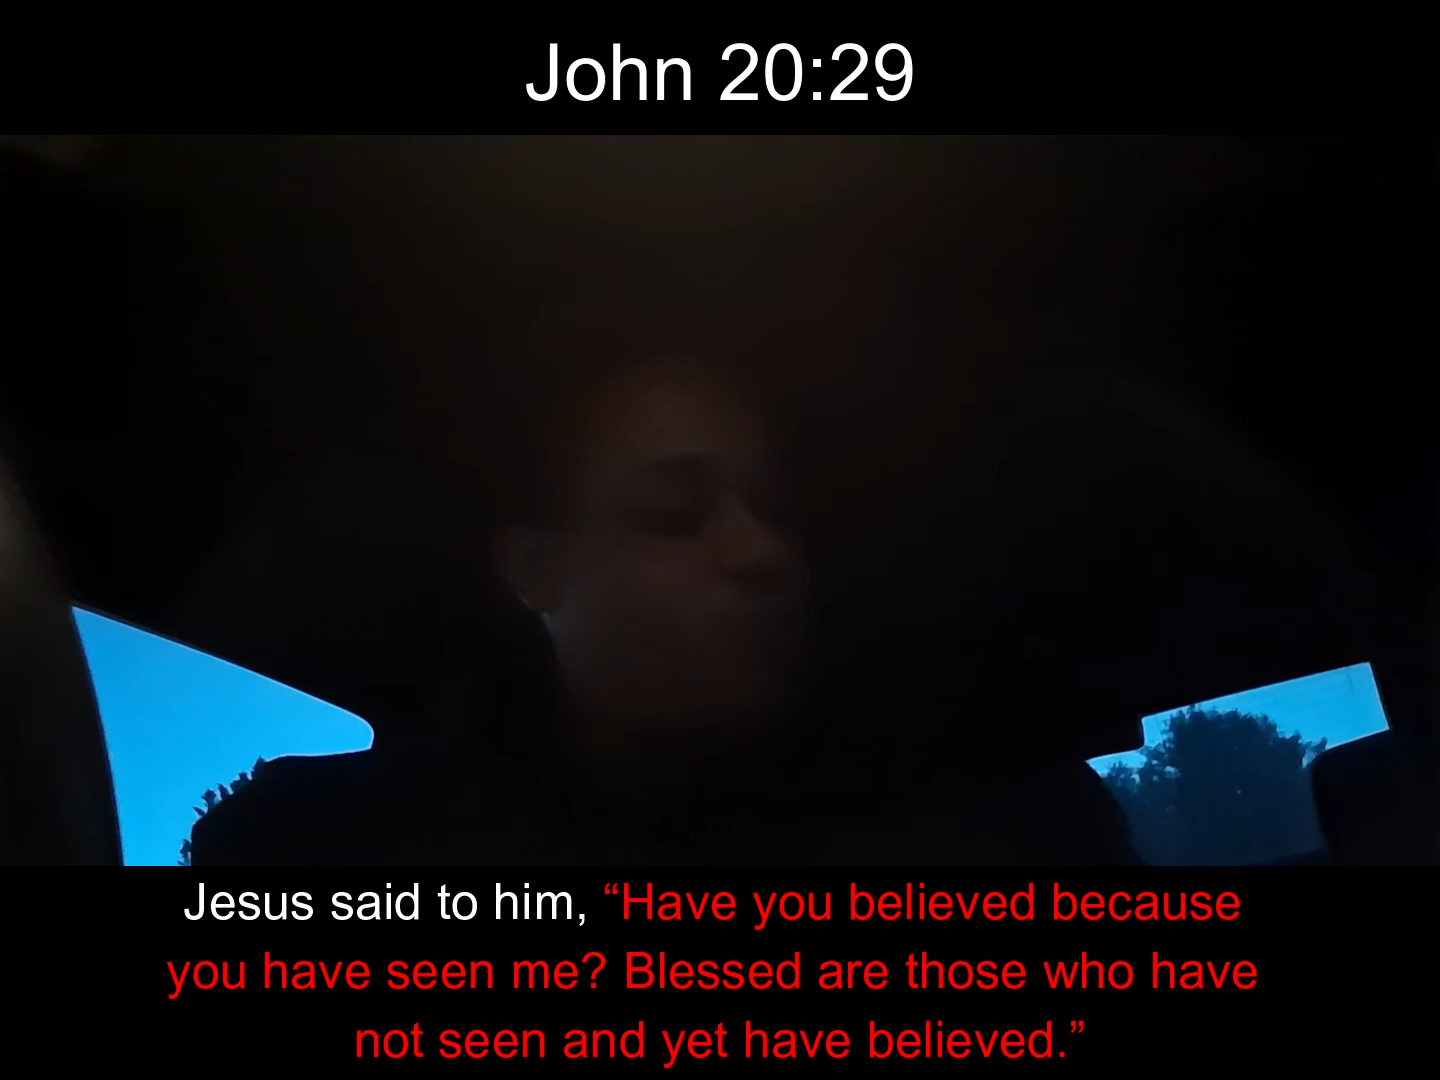 John 20:29
Jesus said to him, “Have you believed because
you have seen me? Blessed are those who have
not seen and yet have believed.”